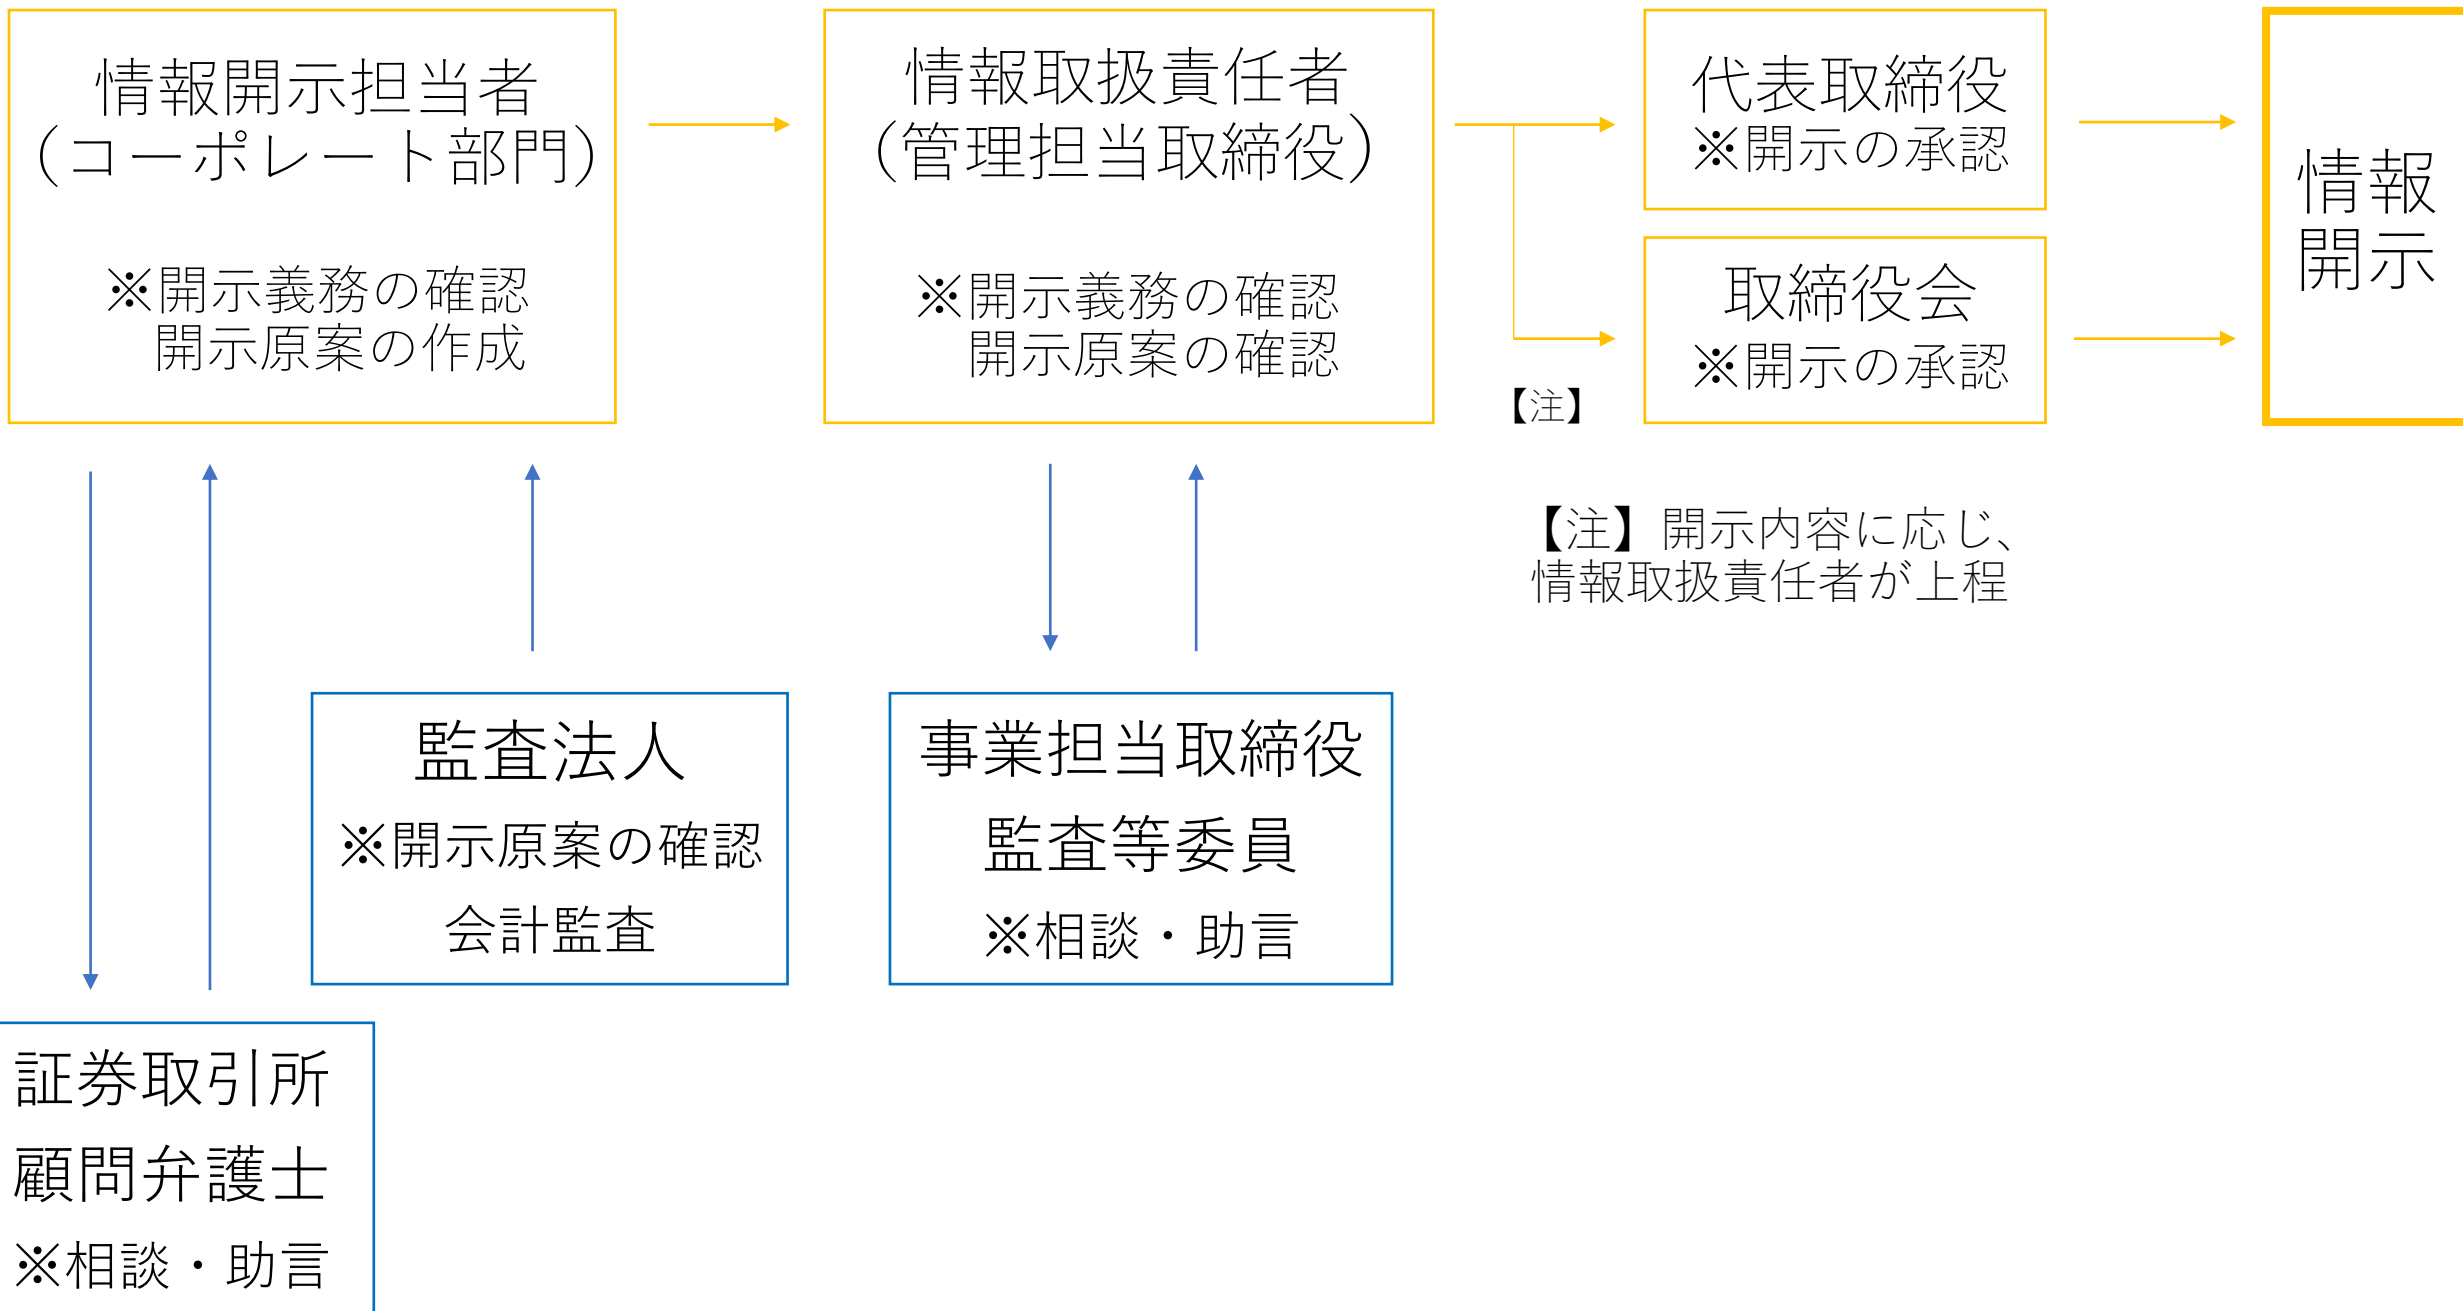 情報開示担当者
（コーポレート部門）
※開示義務の確認
開示原案の作成
情報取扱責任者
（管理担当取締役）
※開示義務の確認
開示原案の確認
代表取締役
※開示の承認
取締役会
※開示の承認
情報
開示
【注】
【注】開示内容に応じ、
情報取扱責任者が上程
監査法人
※開示原案の確認
会計監査
事業担当取締役
監査等委員
※相談・助言
証券取引所
顧問弁護士
※相談・助言